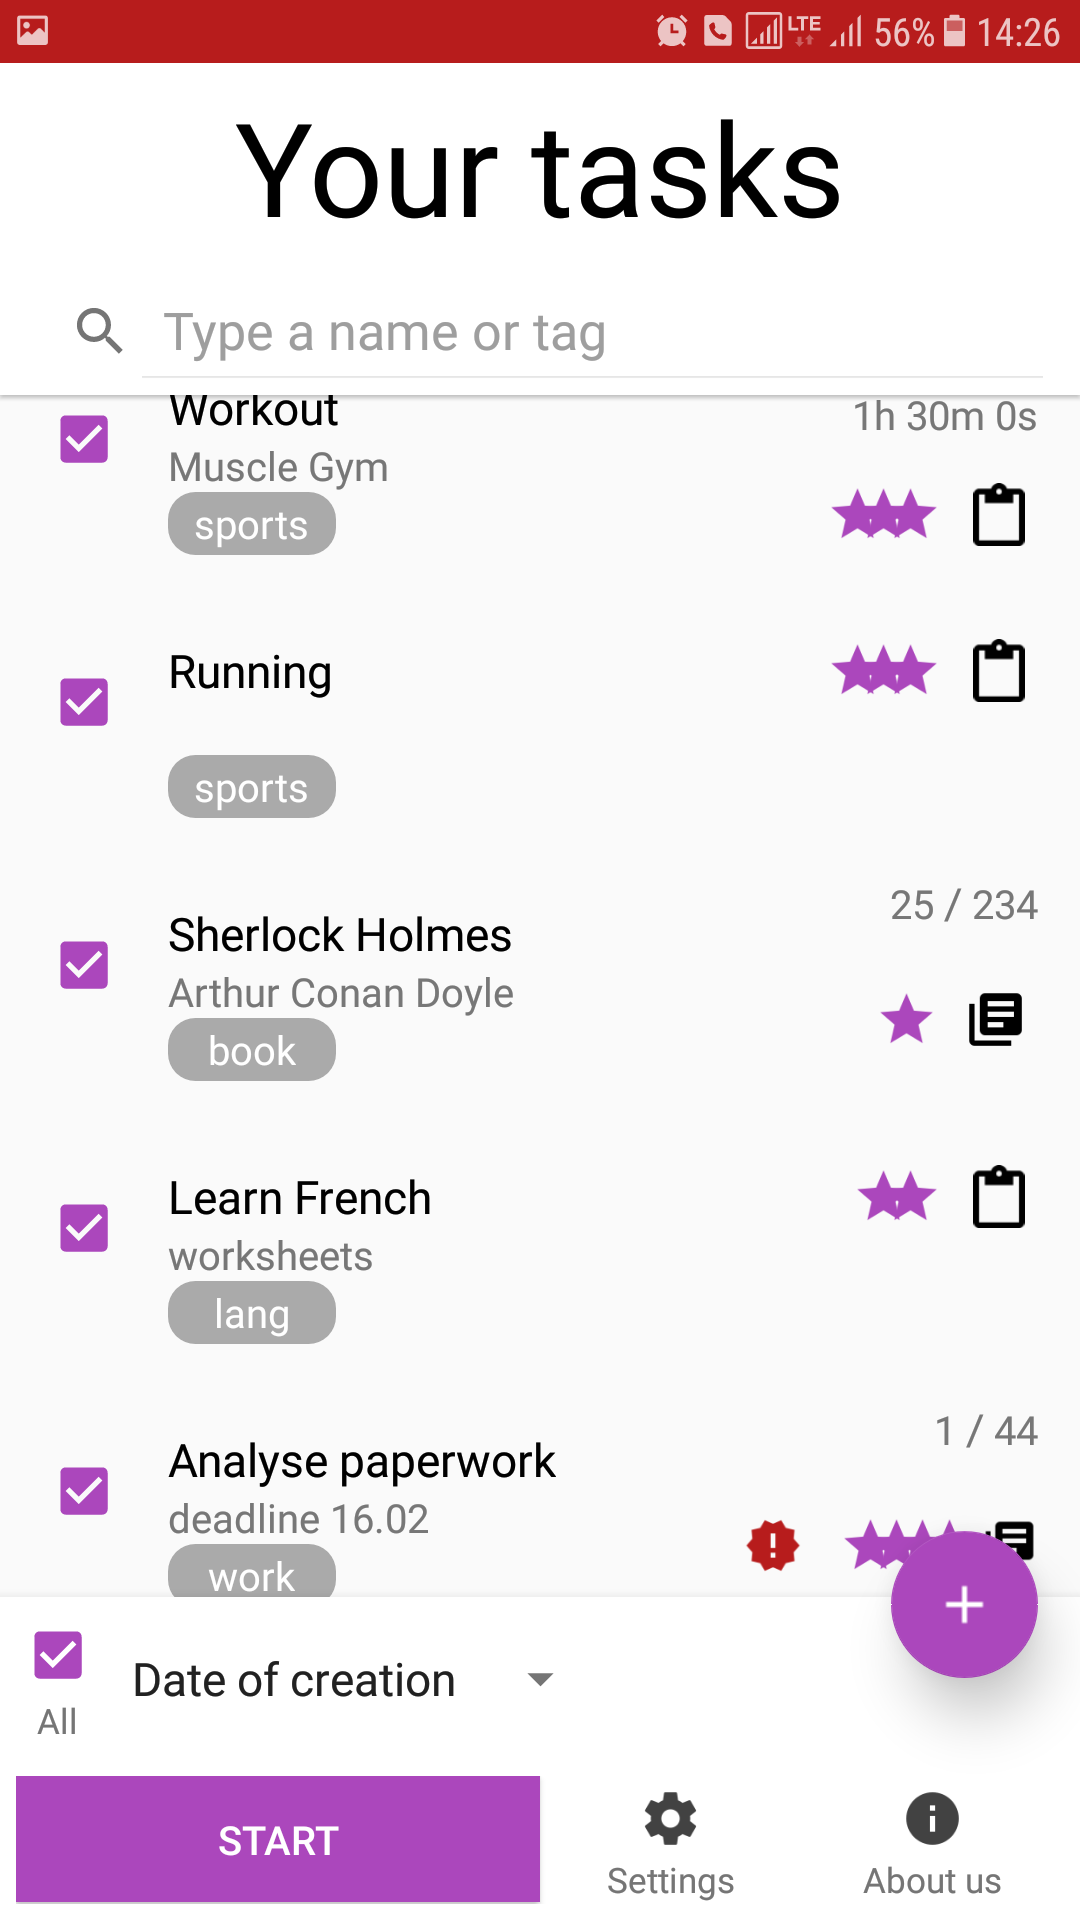 LTE 56% 14:26
Your tasks
Type a name or tag
Workout
1h 30m 0s
Muscle Gym
sports
Running
sports
25 / 234
Sherlock Holmes
Arthur Conan Doyle
book
Learn French
worksheets
lang
1 / 44
Analyse paperwork
deadline 16.02
work
Date of creation
All
START
Settings
About us